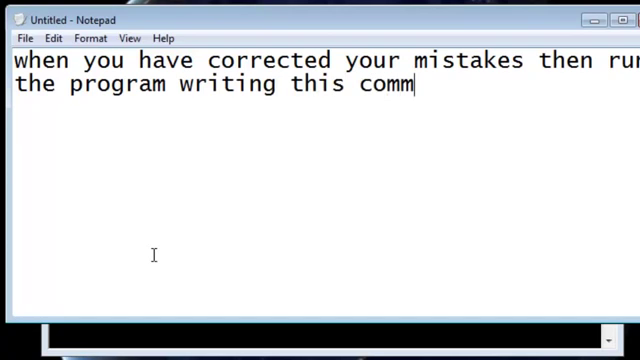 Untitled - Notepad
File Edit Format View Help
when you have corrected your mistakes then run
the program writing this comm